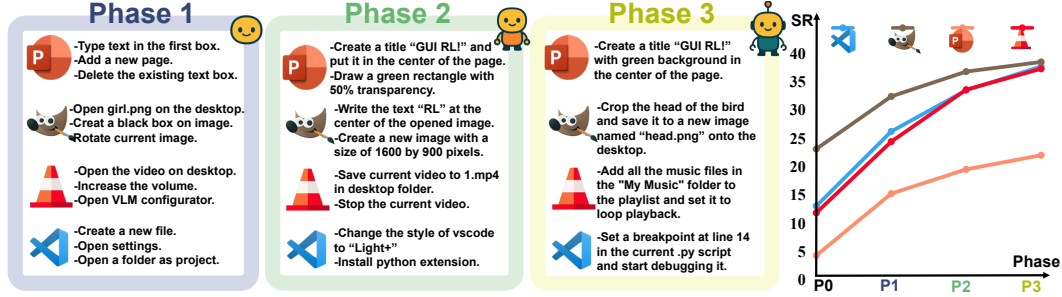 Phase 1
-Type text in the first box.
-Add a new page.
-Delete the existing text box.
P
-Open girl.png on the desktop.
-Creat a black box on image.
-Rotate current image.
-Open the video on desktop.
-Increase the volume.
-Open VLM configurator.
-Create a new file.
-Open settings.
-Open a folder as project.
Phase 2
-Create a title “GUI RL!” and
put it in the center of the page.
-Draw a green rectangle with
50% transparency.
P
-Write the text “RL” at the
center of the opened image.
-Create a new image with a
size of 1600 by 900 pixels.
-Save current video to 1.mp4
in desktop folder.
-Stop the current video.
-Change the style of vscode
to “Light+”
-Install python extension.
Phase 3
-Create a title “GUI RL!”
with green background in
the center of the page.
P
-Crop the head of the bird
and save it to a new image
named “head.png” onto the
desktop.
-Add all the music files in
the "My Music" folder to
the playlist and set it to
loop playback.
-Set a breakpoint at line 14
in the current .py script
and start debugging it.
SR
40
35
30
25
20
15
10
5
0
P0
P1
P2
P3
Phase